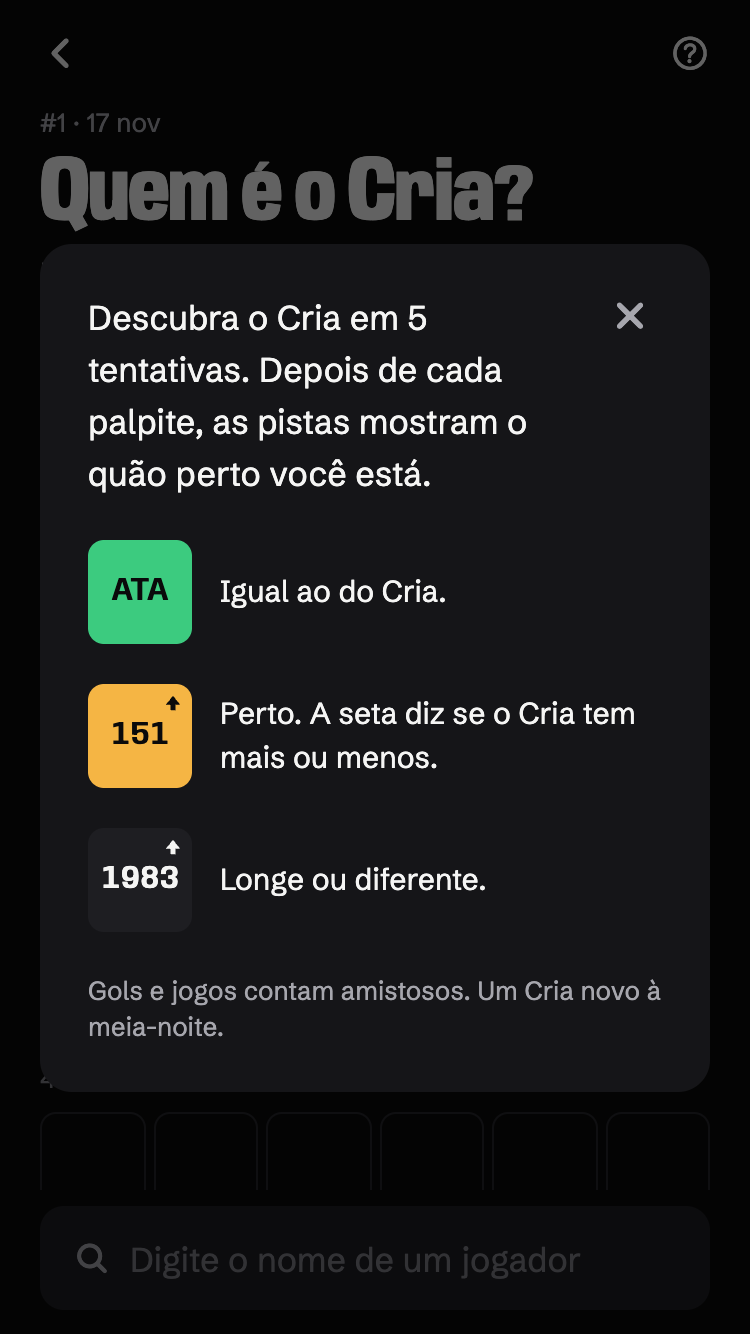 #1 · 17 nov
Quem é o Cria?
Descubra o Cria em 5
tentativas. Depois de cada
palpite, as pistas mostram o
quão perto você está.
ATA
Igual ao do Cria.
151
Perto. A seta diz se o Cria tem
mais ou menos.
1983
Longe ou diferente.
Gols e jogos contam amistosos. Um Cria novo à
meia-noite.
Digite o nome de um jogador